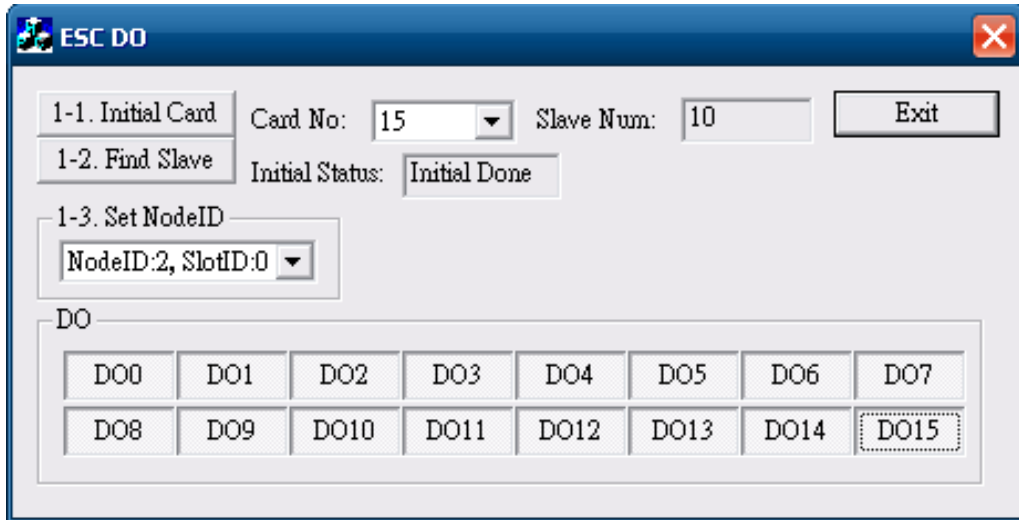 ESC DO
1-1. Initial Card Card No: 15 Slave Num: 10 Exit
1-2. Find Slave Initial Status: Initial Done
1-3. Set NodeID
NodeID:2, SlotID:0
DO
DO0 DO1 DO2 DO3 DO4 DO5 DO6 DO7
DO8 DO9 DO10 DO11 DO12 DO13 DO14 DO15